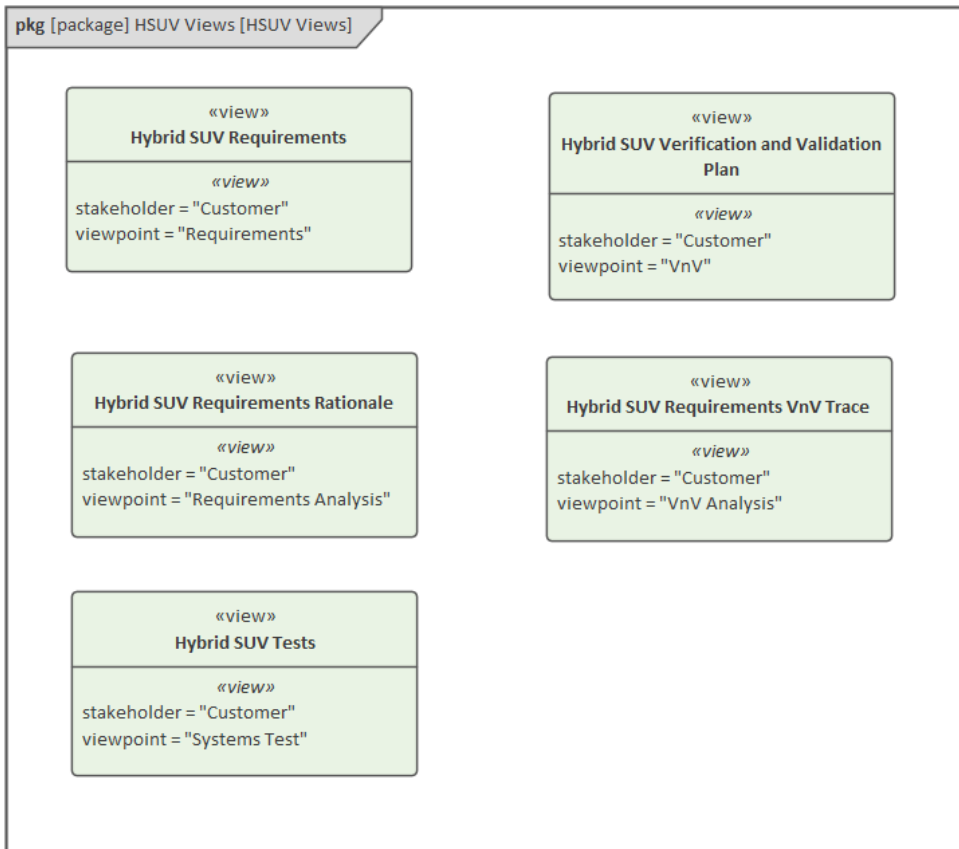 pkg [package] HSUV Views [HSUV Views]
«view»
Hybrid SUV Requirements
«view»
stakeholder = "Customer"
viewpoint = "Requirements"
«view»
Hybrid SUV Verification and Validation
Plan
«view»
stakeholder = "Customer"
viewpoint = "VnV"
«view»
Hybrid SUV Requirements Rationale
«view»
stakeholder = "Customer"
viewpoint = "Requirements Analysis"
«view»
Hybrid SUV Requirements VnV Trace
«view»
stakeholder = "Customer"
viewpoint = "VnV Analysis"
«view»
Hybrid SUV Tests
«view»
stakeholder = "Customer"
viewpoint = "Systems Test"